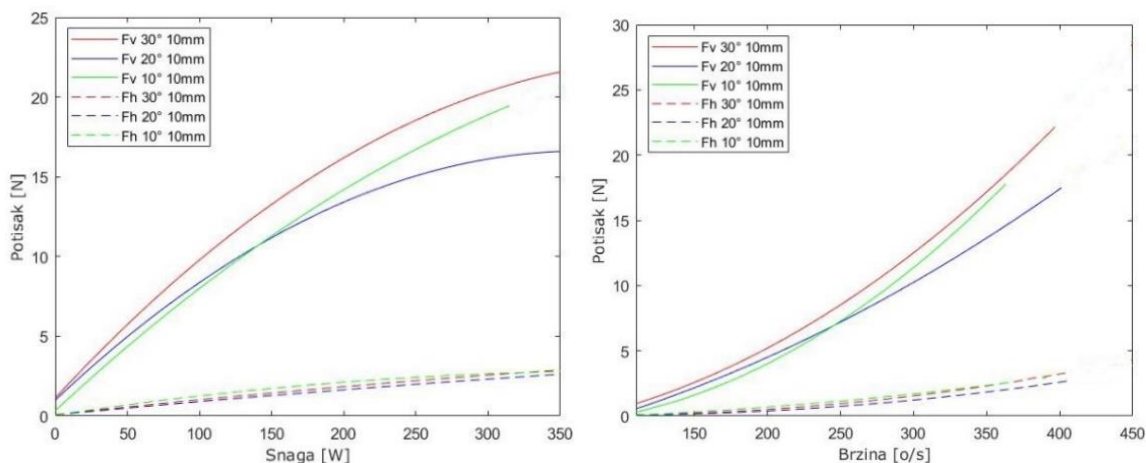 25
20
15
10
5
0
Potisak [N]
Fv 30° 10mm
Fv 20° 10mm
Fv 10° 10mm
Fh 30° 10mm
Fh 20° 10mm
Fh 10° 10mm
0 50 100 150 200 250 300 350
Snaga [W]
30
25
20
15
10
5
0
Potisak [N]
Fv 30° 10mm
Fv 20° 10mm
Fv 10° 10mm
Fh 30° 10mm
Fh 20° 10mm
Fh 10° 10mm
150 200 250 300 350 400 450
Brzina [o/s]